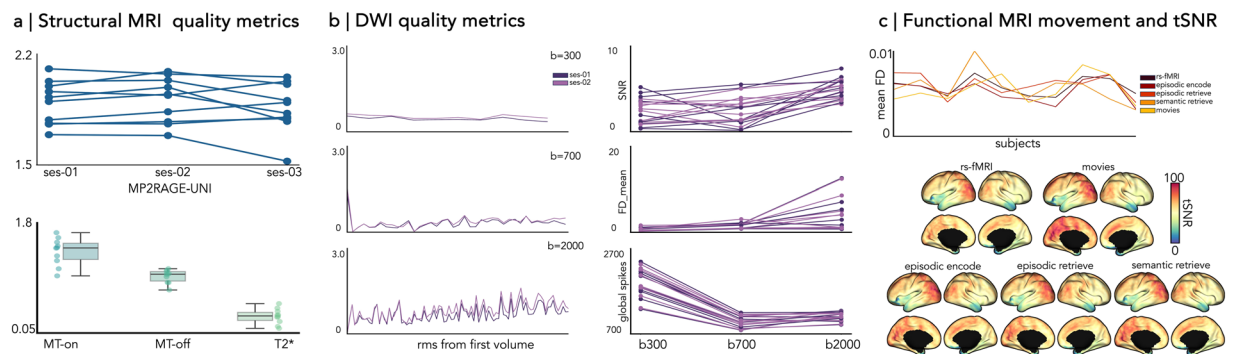 a | Structural MRI quality metrics
2.2
1.5
ses-01
ses-02
ses-03
MP2RAGE-UNI
1.8
0.05
MT-on
MT-off
T2*
b | DWI quality metrics
3.0
0
b=300
ses-01
ses-02
3.0
0
b=700
3.0
0
b=2000
rms from first volume
10
0
SNR
20
0
FD_mean
2700
700
global spikes
b300
b700
b2000
c | Functional MRI movement and tSNR
0.01
0
mean FD
subjects
rs-fMRI
episodic encode
episodic retrieve
semantic retrieve
movies
rs-fMRI
movies
100
0
tSNR
episodic encode
episodic retrieve
semantic retrieve